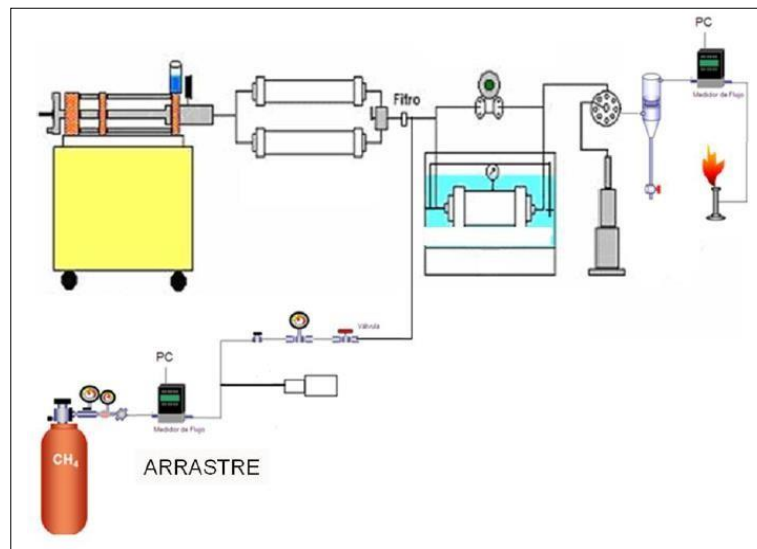 PC
Medidor de Flujo
Fitro
Válvula
PC
CH4
Medidor de Flujo
ARRASTRE